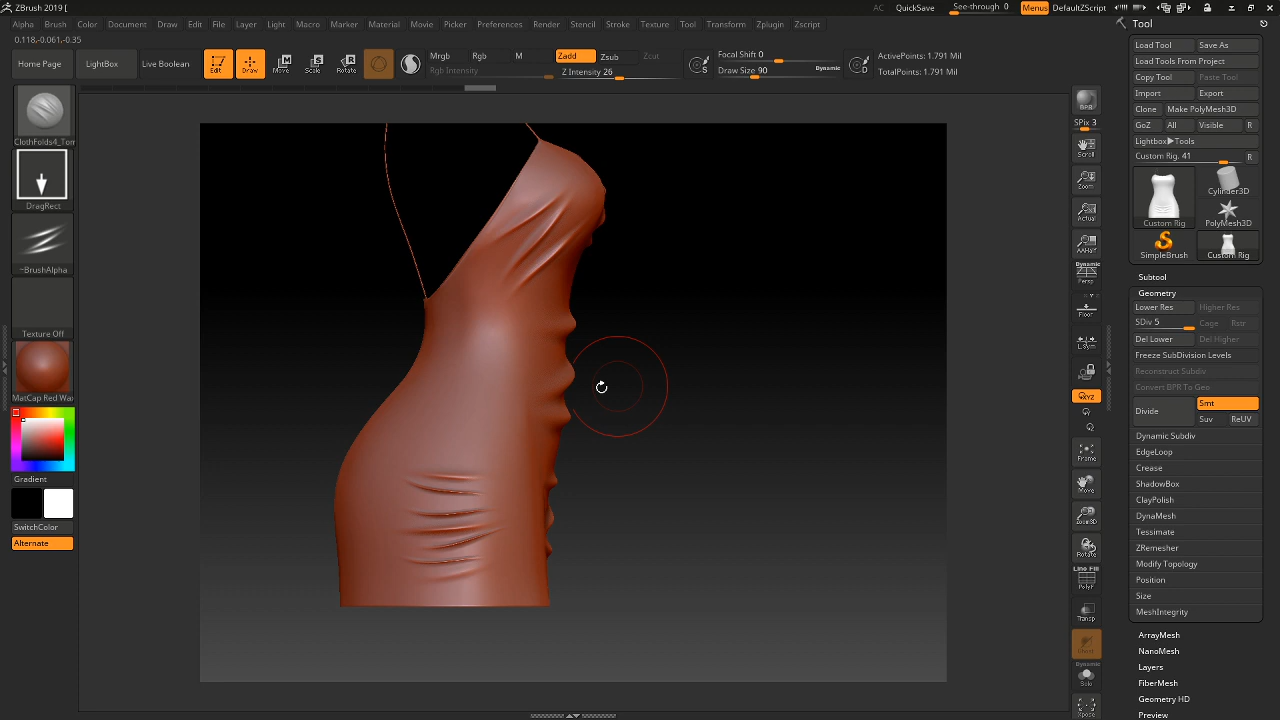 ZBrush 2019 [
AC QuickSave See-through 0 Menus DefaultZScript
Alpha Brush Color Document Draw Edit File Layer Light Macro Marker Material Movie Picker Preferences Render Stencil Stroke Texture Tool Transform Zplugin Zscript
0.118,-0.061,-0.35
Home Page LightBox Live Boolean
Edit Draw Move Scale Rotate
Mrgb Rgb M
Rgb Intensity
Zadd Zsub Zcut
Z Intensity 26
S
Focal Shift 0
Draw Size 90 Dynamic
D
ActivePoints: 1.791 Mil
TotalPoints: 1.791 Mil
ClothFolds4_Tom
DragRect
~BrushAlpha
Texture Off
MatCap Red Wax
Gradient
SwitchColor
Alternate
BPR
SPix 3
Scroll
Zoom
Actual
AAHalf
Dynamic
Persp
Floor
L.Sym
XYZ
Frame
Move
Zoom3D
Rotate
Line Fill
PolyF
Transp
Ghost
Dynamic
Solo
Xpose
Tool
Load Tool Save As
Load Tools From Project
Copy Tool Paste Tool
Import Export
Clone Make PolyMesh3D
GoZ All Visible R
Lightbox▶Tools
Custom Rig. 41 R
Custom Rig Cylinder3D
PolyMesh3D
SimpleBrush Custom Rig
Subtool
Geometry
Lower Res Higher Res
SDiv 5 Cage Rstr
Del Lower Del Higher
Freeze SubDivision Levels
Reconstruct Subdiv
Convert BPR To Geo
Divide Smt
Suv ReUV
Dynamic Subdiv
EdgeLoop
Crease
ShadowBox
ClayPolish
DynaMesh
Tessimate
ZRemesher
Modify Topology
Position
Size
MeshIntegrity
ArrayMesh
NanoMesh
Layers
FiberMesh
Geometry HD
Preview